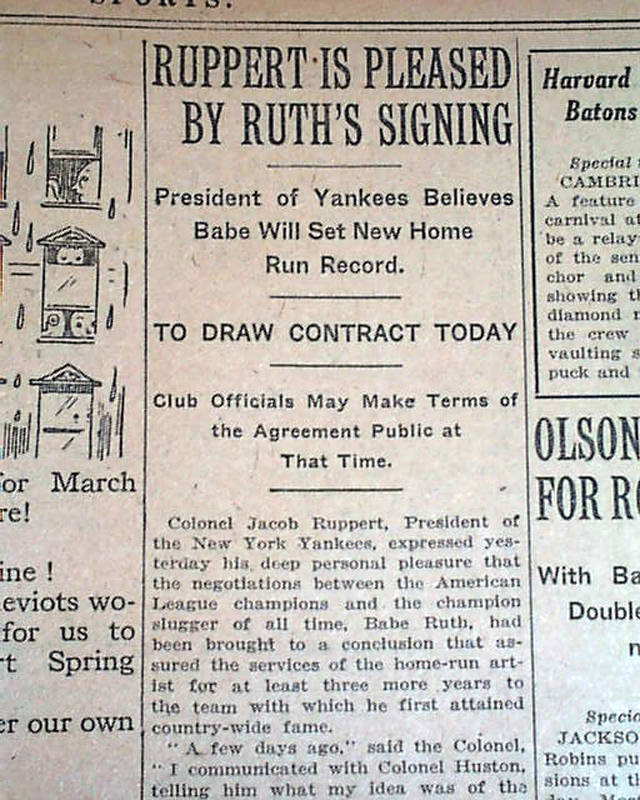 SPORTS.
for March
re!
ine !
eviots wo-
for us to
rt Spring
er our own
RUPPERT IS PLEASED
BY RUTH'S SIGNING
President of Yankees Believes
Babe Will Set New Home
Run Record.
TO DRAW CONTRACT TODAY
Club Officials May Make Terms of
the Agreement Public at
That Time.
Colonel Jacob Ruppert, President of
the New York Yankees, expressed yes-
terday his deep personal pleasure that
the negotiations between the American
League champions and the champion
slugger of all time, Babe Ruth, had
been brought to a conclusion that as-
sured the services of the home-run art-
ist for at least three more years to
the team with which he first attained
country-wide fame.
" A few days ago," said the Colonel,
" I communicated with Colonel Huston,
telling him what my idea was of the
Harvard
Batons
Special
CAMBRI
A feature
carnival at
be a relay
of the sen
chor and
showing th
diamond
the crew
vaulting s
puck and
OLSON
FOR RO
With Ba
Double
Specia
JACKSO
Robins pu
sions at th